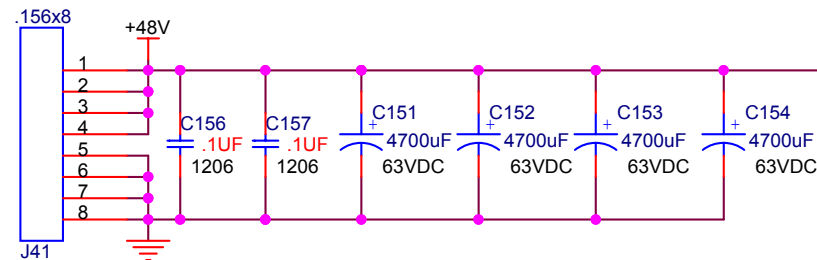 .156x8
+48V
1
2
3
4
5
6
7
8
J41
C156
.1UF
1206
C157
.1UF
1206
C151
+
4700uF
63VDC
C152
+
4700uF
63VDC
C153
+
4700uF
63VDC
C154
+
4700uF
63VDC